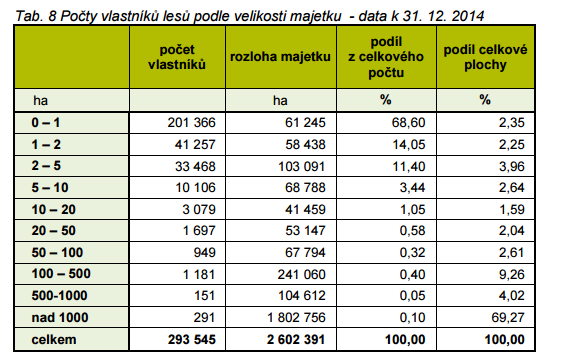 Tab. 8 Počty vlastníků lesů podle velikosti majetku - data k 31. 12. 2014
počet vlastníků rozloha majetku podíl z celkového počtu podíl celkové plochy
ha ha % %
0 – 1 201 366 61 245 68,60 2,35
1 – 2 41 257 58 438 14,05 2,25
2 – 5 33 468 103 091 11,40 3,96
5 – 10 10 106 68 788 3,44 2,64
10 – 20 3 079 41 459 1,05 1,59
20 – 50 1 697 53 147 0,58 2,04
50 – 100 949 67 794 0,32 2,61
100 – 500 1 181 241 060 0,40 9,26
500-1000 151 104 612 0,05 4,02
nad 1000 291 1 802 756 0,10 69,27
celkem 293 545 2 602 391 100,00 100,00